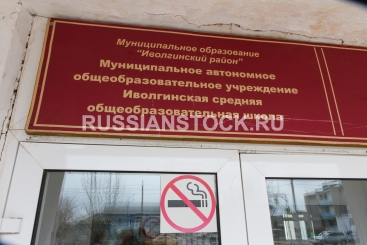 Муниципальное образование
"Иволгинский район"
Муниципальное автономное
общеобразовательное учреждение
Иволгинская средняя
общеобразовательная школа
RUSSIANSTOCK.RU